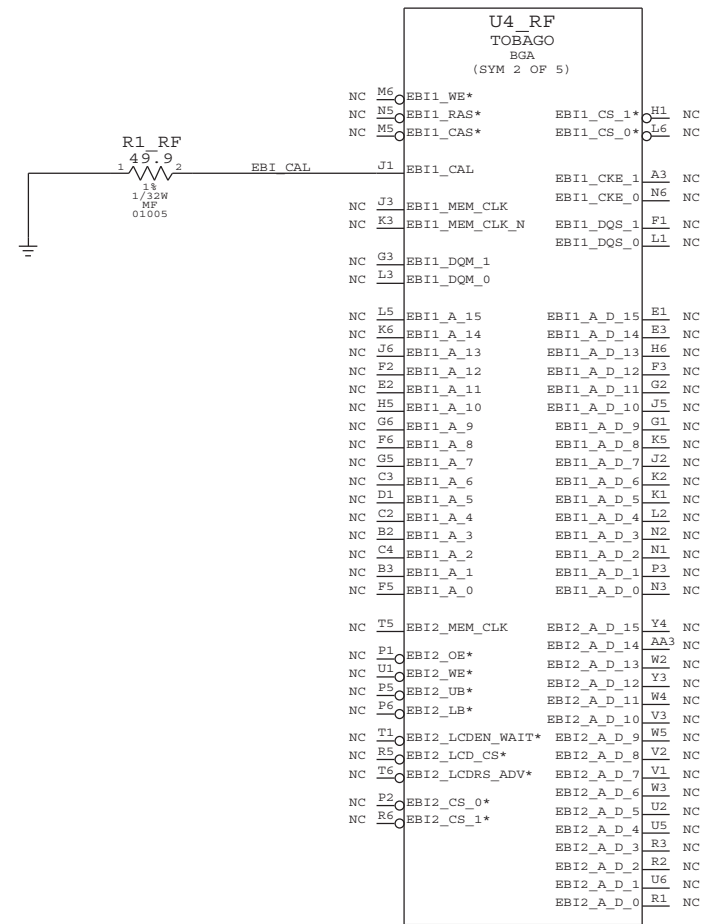 U4_RF
TOBAGO
BGA
(SYM 2 OF 5)
NC M6 EBI1_WE*
NC N5 EBI1_RAS* EBI1_CS_1* H1 NC
NC M5 EBI1_CAS* EBI1_CS_0* L6 NC
R1_RF
49.9
1 2 EBI_CAL J1 EBI1_CAL
1%
1/32W
MF
01005
EBI1_CKE_1 A3 NC
EBI1_CKE_0 N6 NC
NC J3 EBI1_MEM_CLK
NC K3 EBI1_MEM_CLK_N EBI1_DQS_1 F1 NC
EBI1_DQS_0 L1 NC
NC G3 EBI1_DQM_1
NC L3 EBI1_DQM_0
NC L5 EBI1_A_15 EBI1_A_D_15 E1 NC
NC K6 EBI1_A_14 EBI1_A_D_14 E3 NC
NC J6 EBI1_A_13 EBI1_A_D_13 H6 NC
NC F2 EBI1_A_12 EBI1_A_D_12 F3 NC
NC E2 EBI1_A_11 EBI1_A_D_11 G2 NC
NC H5 EBI1_A_10 EBI1_A_D_10 J5 NC
NC G6 EBI1_A_9 EBI1_A_D_9 G1 NC
NC F6 EBI1_A_8 EBI1_A_D_8 K5 NC
NC G5 EBI1_A_7 EBI1_A_D_7 J2 NC
NC C3 EBI1_A_6 EBI1_A_D_6 K2 NC
NC D1 EBI1_A_5 EBI1_A_D_5 K1 NC
NC C2 EBI1_A_4 EBI1_A_D_4 L2 NC
NC B2 EBI1_A_3 EBI1_A_D_3 N2 NC
NC C4 EBI1_A_2 EBI1_A_D_2 N1 NC
NC B3 EBI1_A_1 EBI1_A_D_1 P3 NC
NC F5 EBI1_A_0 EBI1_A_D_0 N3 NC
NC T5 EBI2_MEM_CLK EBI2_A_D_15 Y4 NC
EBI2_A_D_14 AA3 NC
NC P1 EBI2_OE* EBI2_A_D_13 W2 NC
NC U1 EBI2_WE* EBI2_A_D_12 Y3 NC
NC P5 EBI2_UB* EBI2_A_D_11 W4 NC
NC P6 EBI2_LB* EBI2_A_D_10 V3 NC
NC T1 EBI2_LCDEN_WAIT* EBI2_A_D_9 W5 NC
NC R5 EBI2_LCD_CS* EBI2_A_D_8 V2 NC
NC T6 EBI2_LCDRS_ADV* EBI2_A_D_7 V1 NC
EBI2_A_D_6 W3 NC
NC P2 EBI2_CS_0* EBI2_A_D_5 U2 NC
NC R6 EBI2_CS_1* EBI2_A_D_4 U5 NC
EBI2_A_D_3 R3 NC
EBI2_A_D_2 R2 NC
EBI2_A_D_1 U6 NC
EBI2_A_D_0 R1 NC